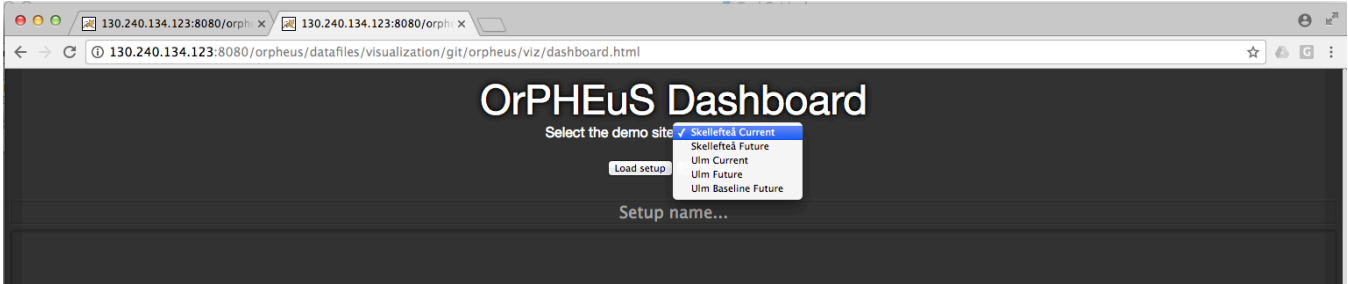 130.240.134.123:8080/orph
130.240.134.123:8080/orph
130.240.134.123:8080/orpheus/datafiles/visualization/git/orpheus/viz/dashboard.html
OrPHEuS Dashboard
Select the demo site
✓ Skellefteå Current
Skellefteå Future
Ulm Current
Ulm Future
Ulm Baseline Future
Load setup
Setup name...